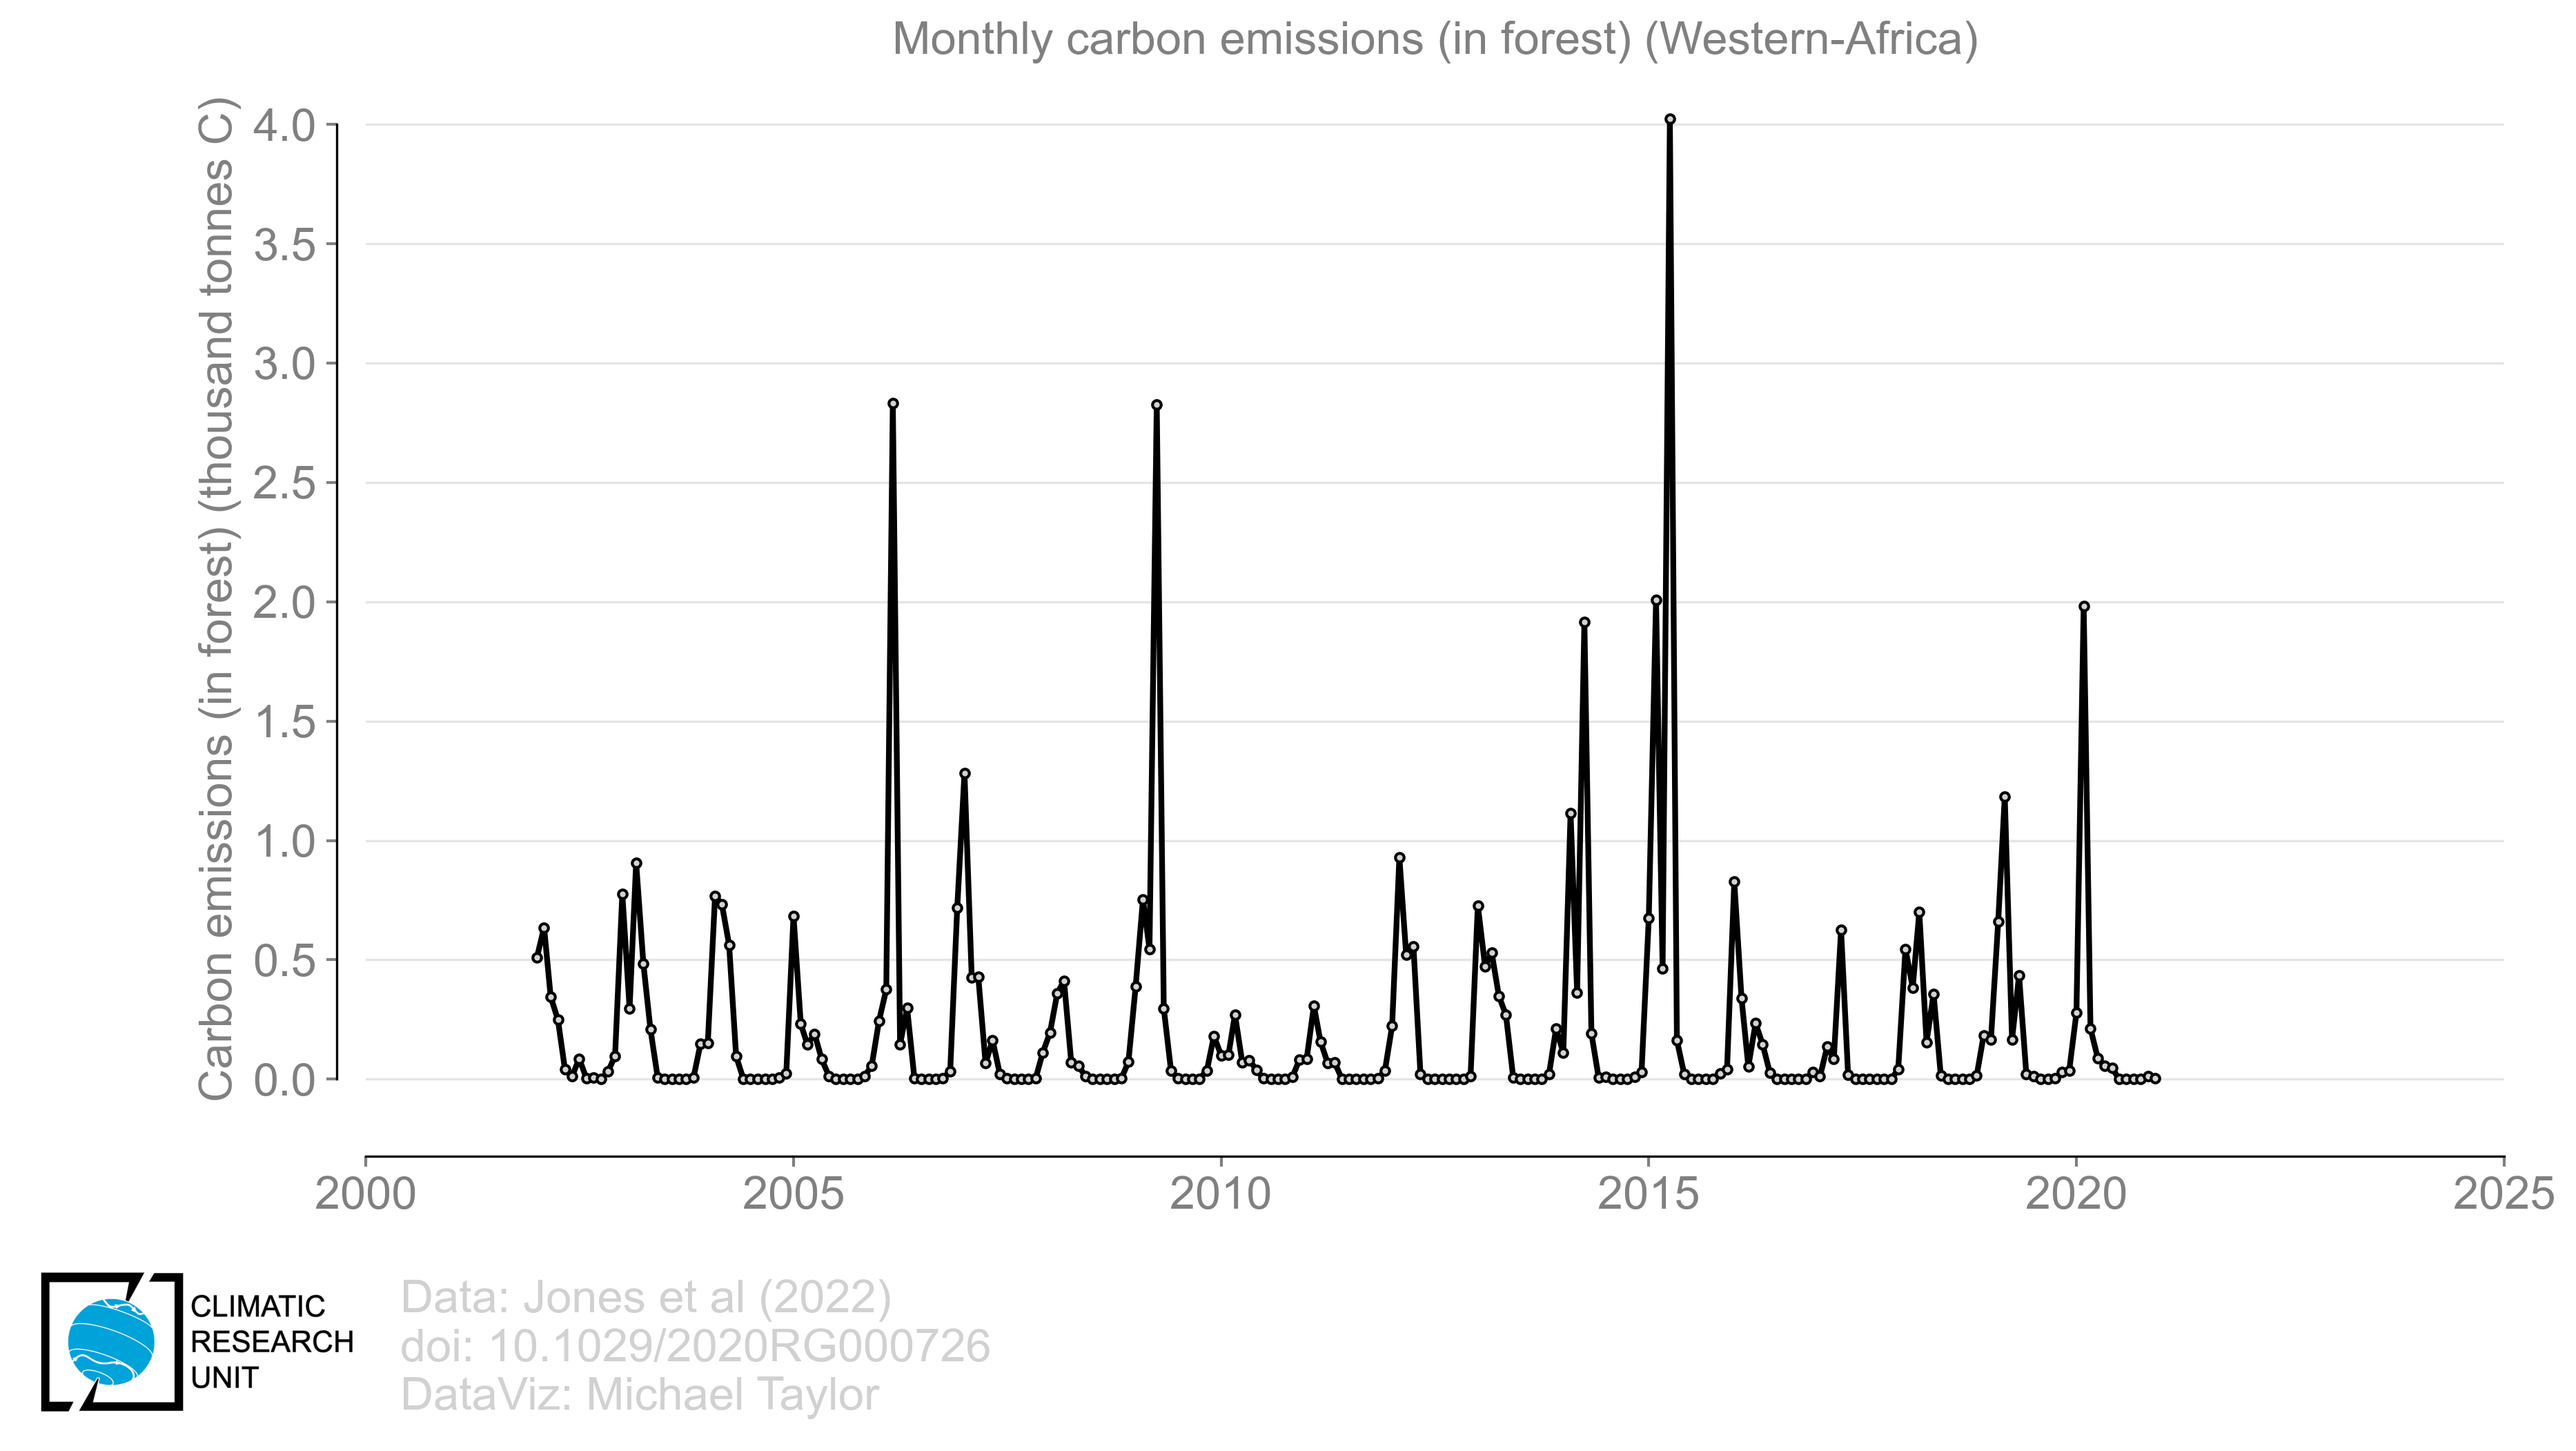 Monthly carbon emissions (in forest) (Western-Africa)
Carbon emissions (in forest) (thousand tonnes C)
4.0
3.5
3.0
2.5
2.0
1.5
1.0
0.5
0.0
2000 2005 2010 2015 2020 2025
CLIMATIC
RESEARCH
UNIT
Data: Jones et al (2022)
doi: 10.1029/2020RG000726
DataViz: Michael Taylor